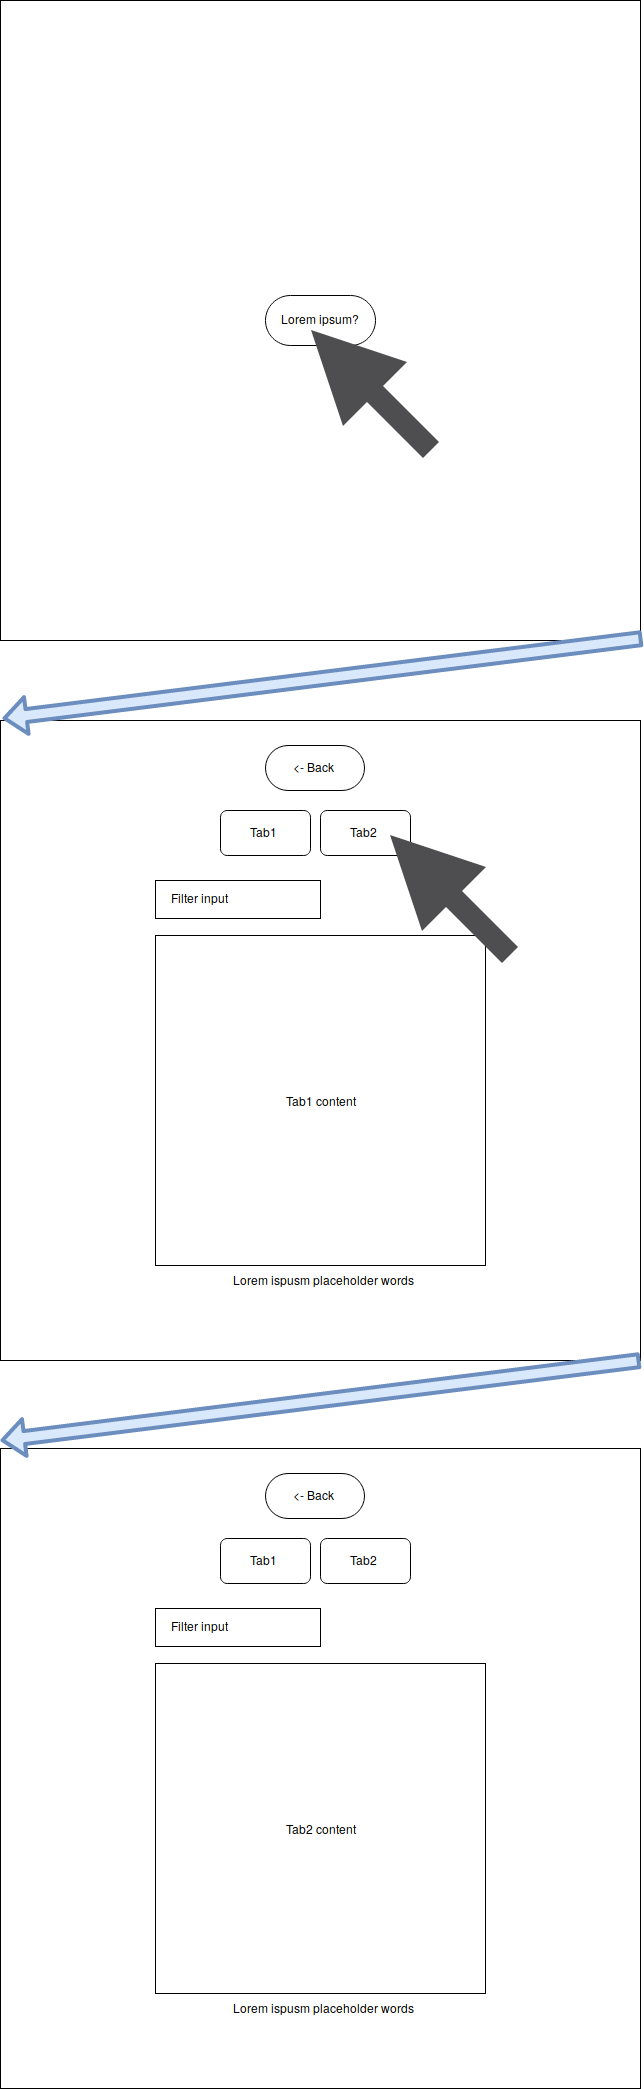 Lorem ipsum?
<- Back
Tab1
Tab2
Filter input
Tab1 content
Lorem ispusm placeholder words
<- Back
Tab1
Tab2
Filter input
Tab2 content
Lorem ispusm placeholder words